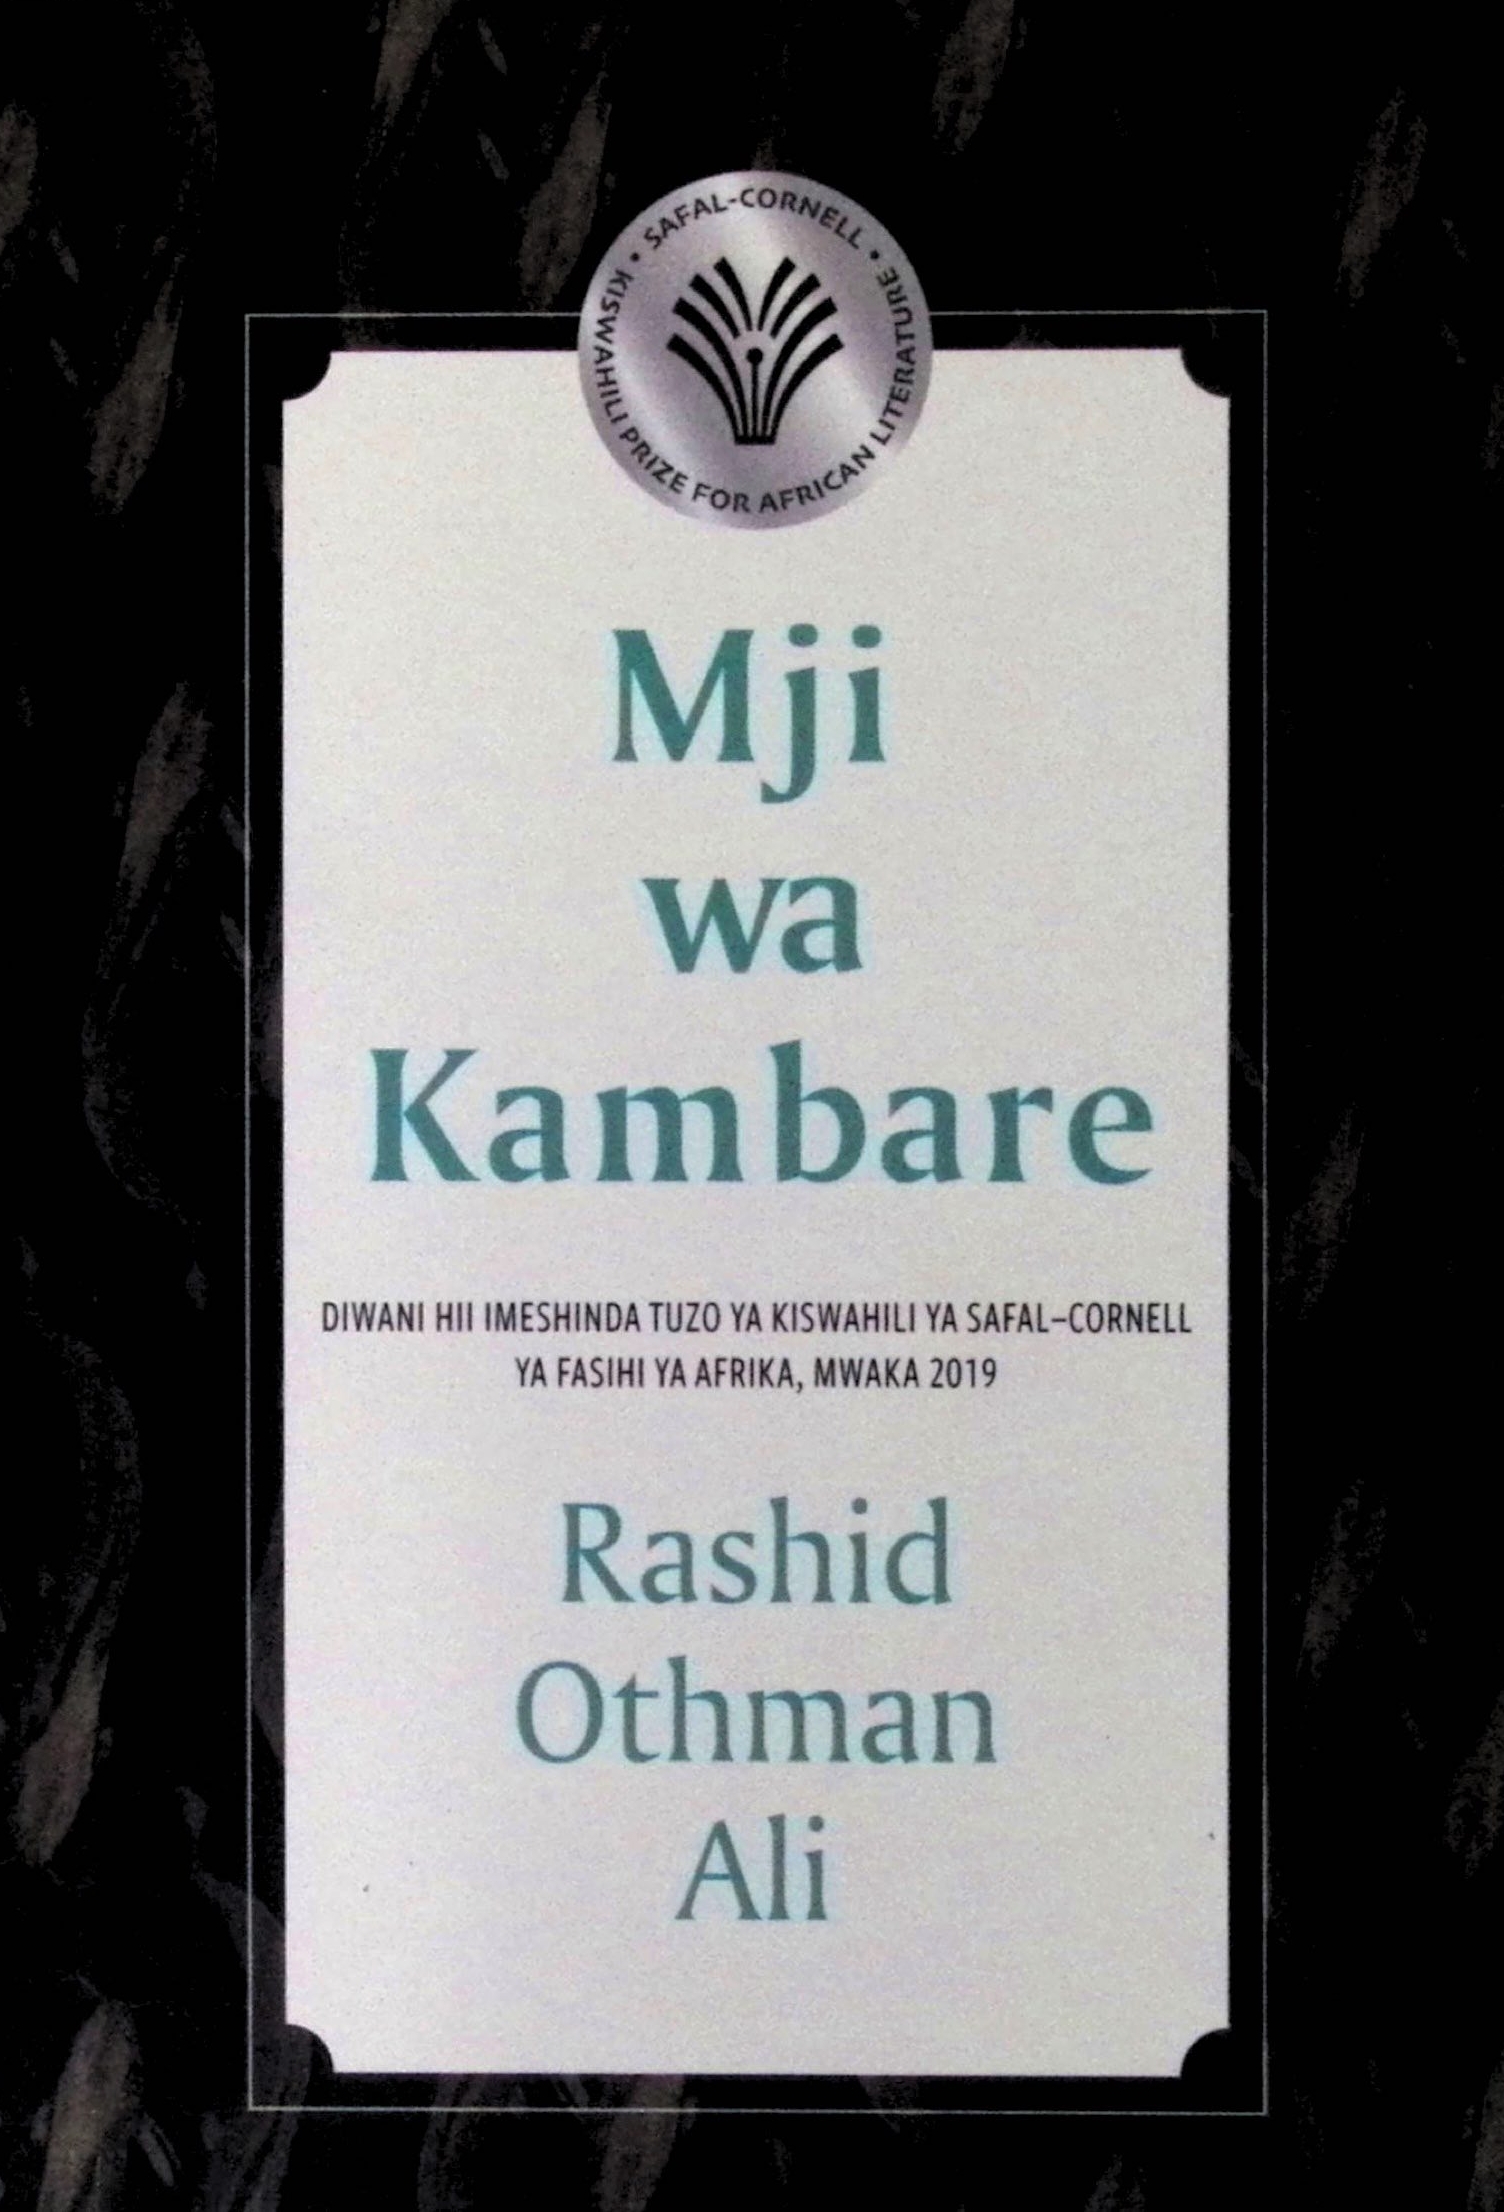 • SAFAL-CORNELL •
KISWAHILI PRIZE FOR AFRICAN LITERATURE
Mji
wa
Kambare
DIWANI HII IMESHINDA TUZO YA KISWAHILI YA SAFAL–CORNELL
YA FASIHI YA AFRIKA, MWAKA 2019
Rashid
Othman
Ali